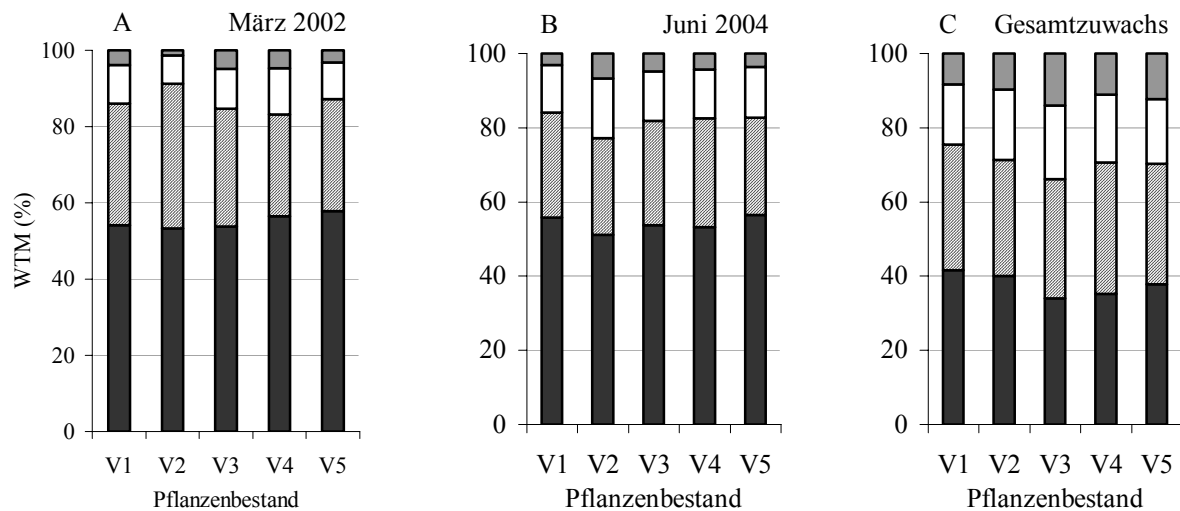 A März 2002
100
80
60
40
20
0
WTM (%)
V1 V2 V3 V4 V5
Pflanzenbestand
B Juni 2004
100
80
60
40
20
0
V1 V2 V3 V4 V5
Pflanzenbestand
C Gesamtzuwachs
100
80
60
40
20
0
V1 V2 V3 V4 V5
Pflanzenbestand